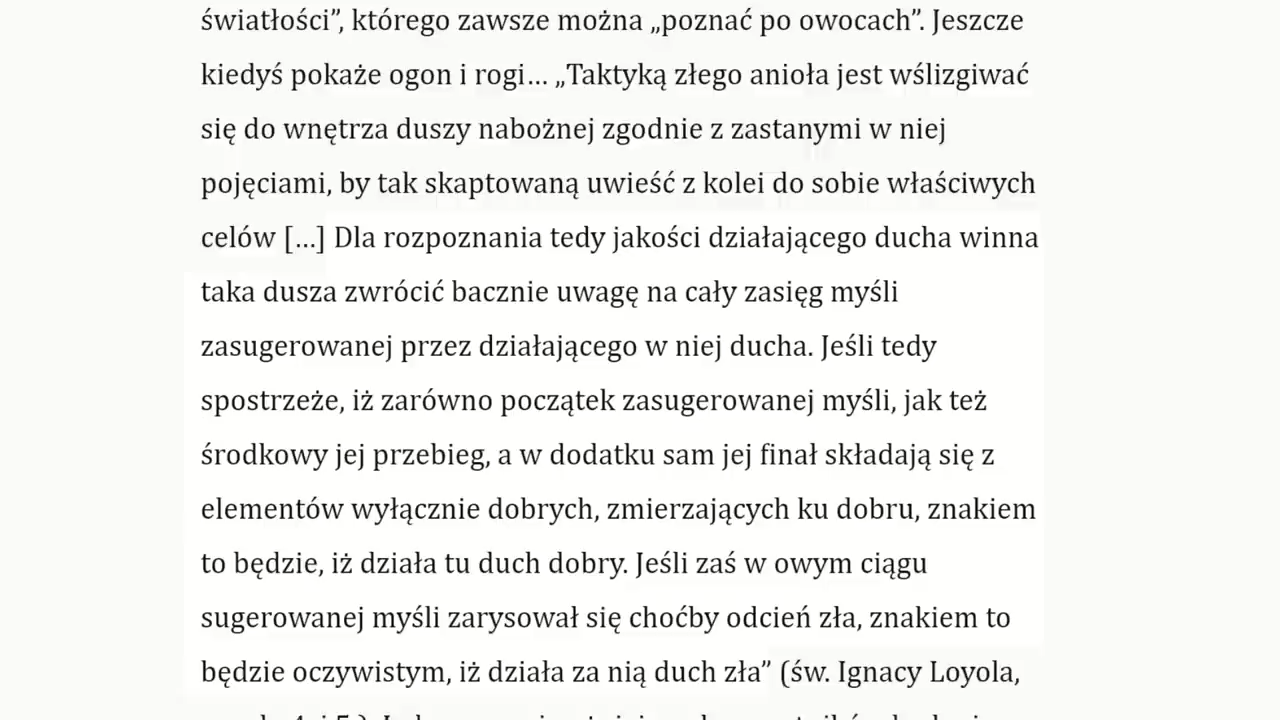 światłości”, którego zawsze można „poznać po owocach”. Jeszcze
kiedyś pokaże ogon i rogi… „Taktyką złego anioła jest wślizgiwać
się do wnętrza duszy nabożnej zgodnie z zastanymi w niej
pojęciami, by tak skaptowaną uwieść z kolei do sobie właściwych
celów […] Dla rozpoznania tedy jakości działającego ducha winna
taka dusza zwrócić bacznie uwagę na cały zasięg myśli
zasugerowanej przez działającego w niej ducha. Jeśli tedy
spostrzeże, iż zarówno początek zasugerowanej myśli, jak też
środkowy jej przebieg, a w dodatku sam jej finał składają się z
elementów wyłącznie dobrych, zmierzających ku dobru, znakiem
to będzie, iż działa tu duch dobry. Jeśli zaś w owym ciągu
sugerowanej myśli zarysował się choćby odcień zła, znakiem to
będzie oczywistym, iż działa za nią duch zła” (św. Ignacy Loyola,